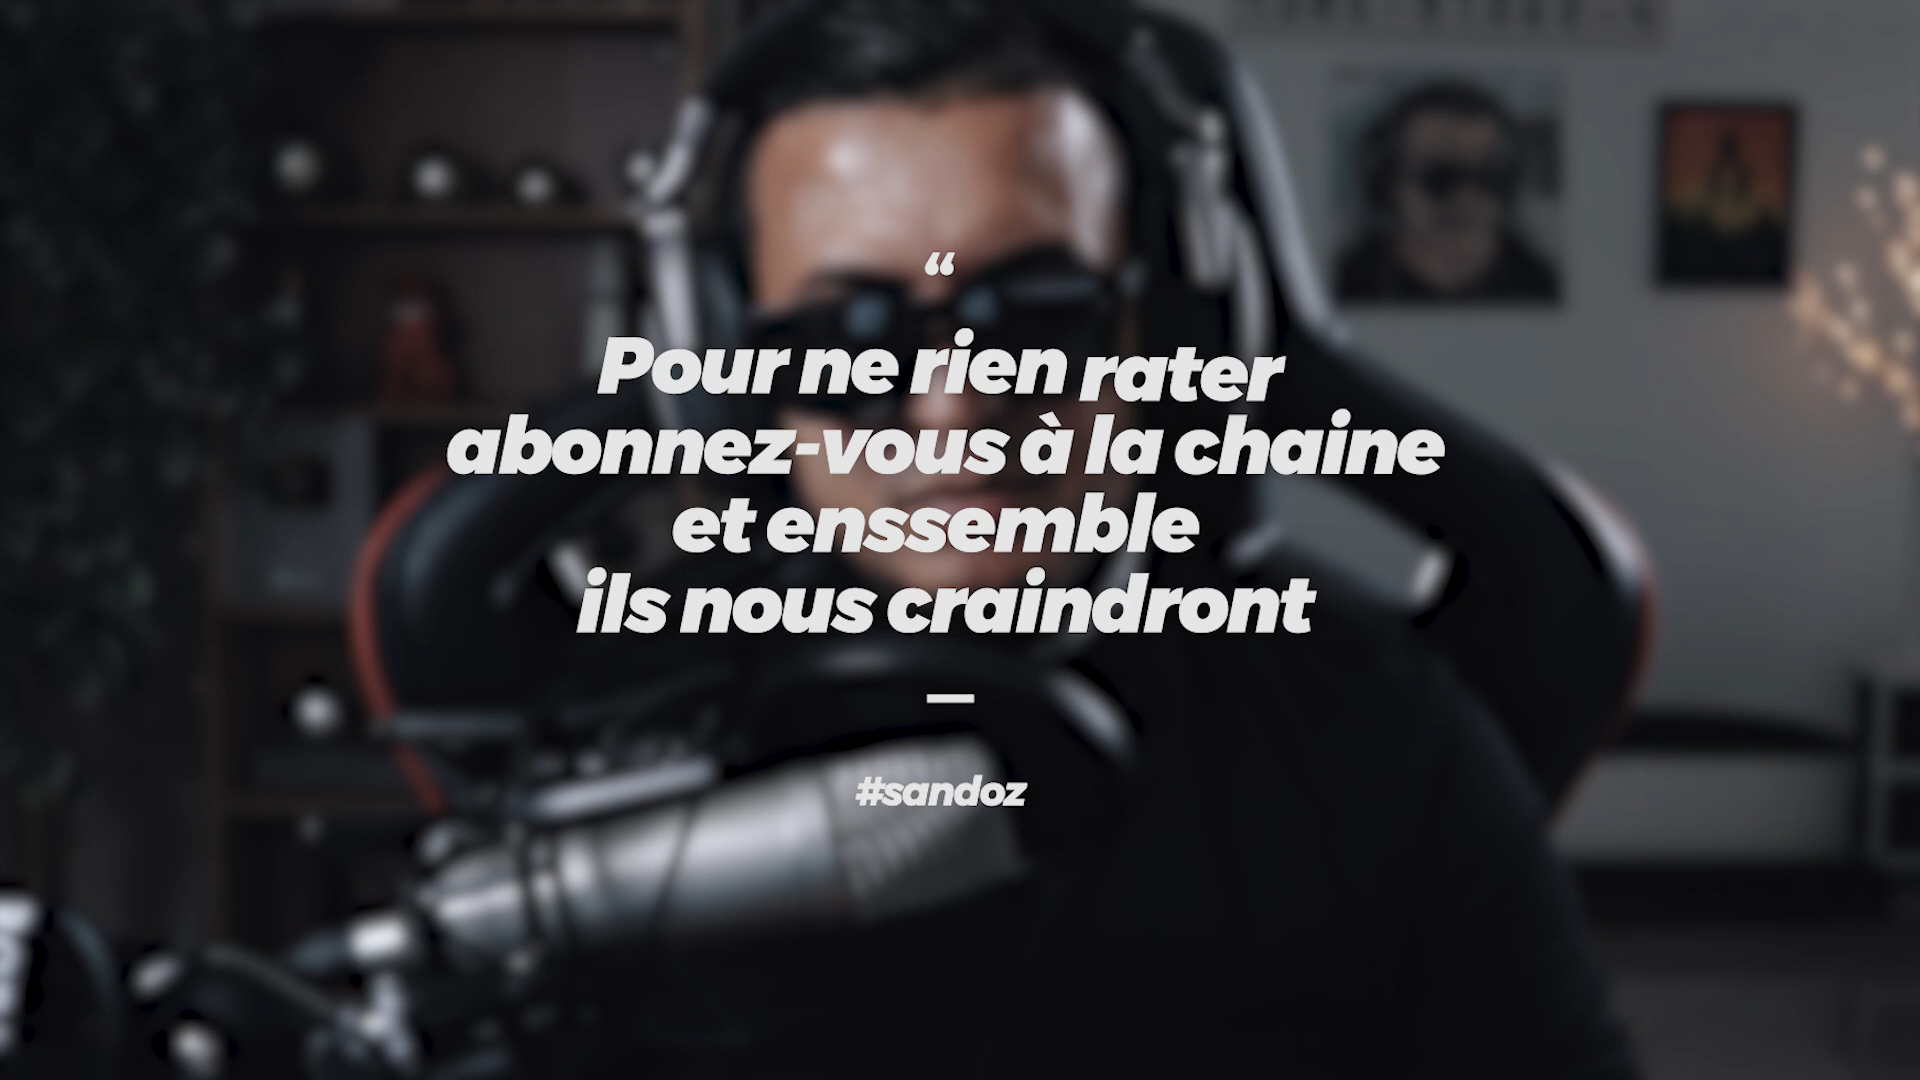 “
Pour ne rien rater
abonnez-vous à la chaine
et enssemble
ils nous craindront
—
#sandoz